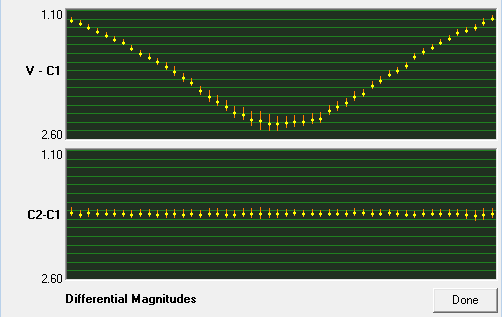 1.10
V - C1
2.60
1.10
C2-C1
2.60
Differential Magnitudes
Done